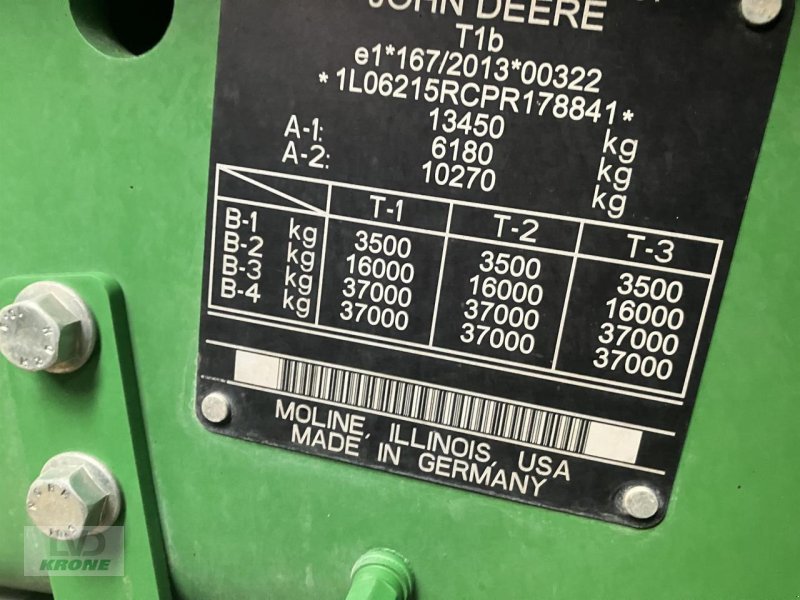 JOHN DEERE
T1b
e1*167/2013*00322
*1L06215RCPR178841*
13450 kg
A-1: 6180 kg
A-2: 10270 kg
T-1 T-2 T-3
B-1 kg 3500 3500 3500
B-2 kg 16000 16000 16000
B-3 kg 37000 37000 37000
B-4 kg 37000 37000 37000
MOLINE, ILLINOIS, USA
MADE IN GERMANY
LVD
KRONE